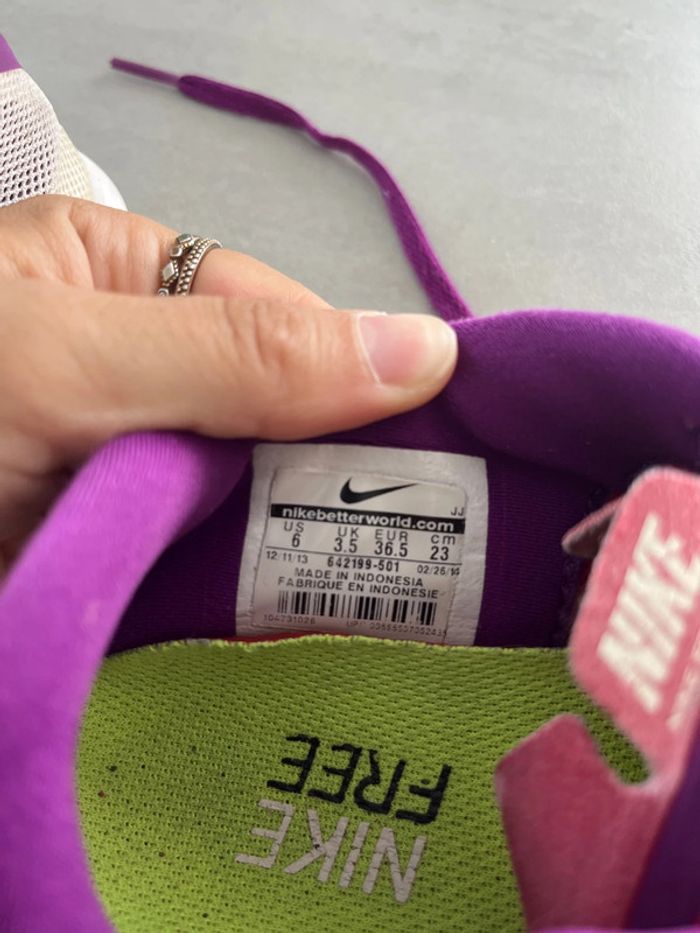 JJ
nikebetterworld.com
US UK EUR cm
6 3.5 36.5 23
12/11/13 642199-501 02/26/14
MADE IN INDONESIA
FABRIQUE EN INDONESIE
104231026
NIKE
FREE
NIKE